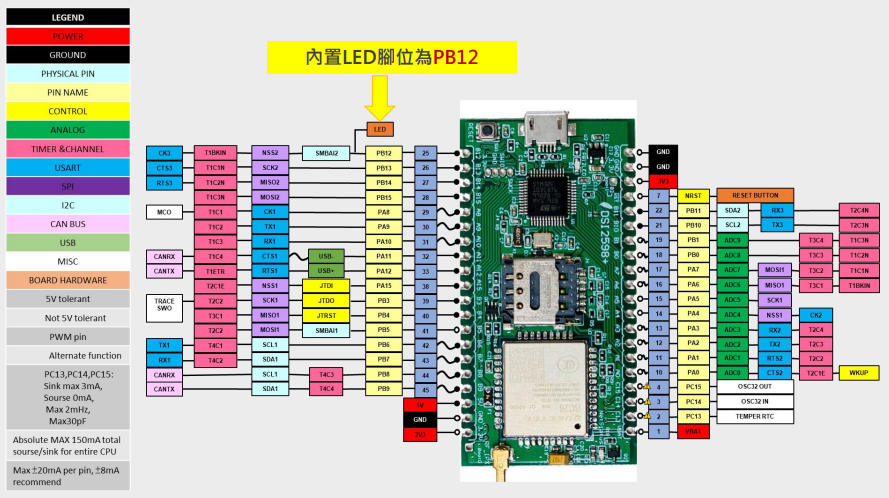 LEGEND
POWER
GROUND
PHYSICAL PIN
PIN NAME
CONTROL
ANALOG
TIMER &CHANNEL
USART
SPI
I2C
CAN BUS
USB
MISC
BOARD HARDWARE
5V tolerant
Not 5V tolerant
PWM pin
Alternate function
PC13,PC14,PC15:
Sink max 3mA,
Sourse 0mA,
Max 2mHz,
Max30pF
Absolute MAX 150mA total
sourse/sink for entire CPU
Max ±20mA per pin, ±8mA
recommend
內置LED腳位為PB12
LED
CK3 T1BKIN NSS2 SMBAI2 PB12 25
CTS3 T1C1N SCK2 PB13 26
RTS3 T1C2N MISO2 PB14 27
T1C3N MOSI2 PB15 28
MCO T1C1 CK1 PA8 29
T1C2 TX1 PA9 30
T1C3 RX1 PA10 31
CANRX T1C4 CTS1 USB- PA11 32
CANTX T1ETR RTS1 USB+ PA12 33
T2C1E NSS1 JTDI PA15 38
TRACE
SWO
T2C2 SCK1 JTDO PB3 39
T3C1 MISO1 JTRST PB4 40
T2C2 MOSI1 SMBAI1 PB5 41
TX1 T4C1 SCL1 PB6 42
RX1 T4C2 SDA1 PB7 43
CANRX SCL1 T4C3 PB8 44
CANTX SDA1 T4C4 PB9 45
5V
GND
3V3
RESET
DSI2598+
GND
GND
3V3
7 NRST RESET BUTTON
22 PB11 SDA2 RX3 T2C4N
21 PB10 SCL2 TX3 T2C3N
19 PB1 ADC9 T3C4 T1C3N
18 PB0 ADC8 T3C3 T1C2N
17 PA7 ADC7 MOSI1 T3C2 T1C1N
16 PA6 ADC6 MISO1 T3C1 T1BKIN
15 PA5 ADC5 SCK1
14 PA4 ADC4 NSS1 CK2
13 PA3 ADC3 RX2 T2C4
12 PA2 ADC2 TX2 T2C3
11 PA1 ADC1 RTS2 T2C2
10 PA0 ADC0 CTS2 T2C1E WKUP
4 PC15 OSC32 OUT
3 PC14 OSC32 IN
2 PC13 TEMPER RTC
1 VBAT